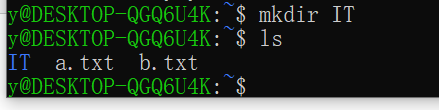 y@DESKTOP-QGQ6U4K:~$ mkdir IT
y@DESKTOP-QGQ6U4K:~$ ls
IT  a.txt  b.txt
y@DESKTOP-QGQ6U4K:~$